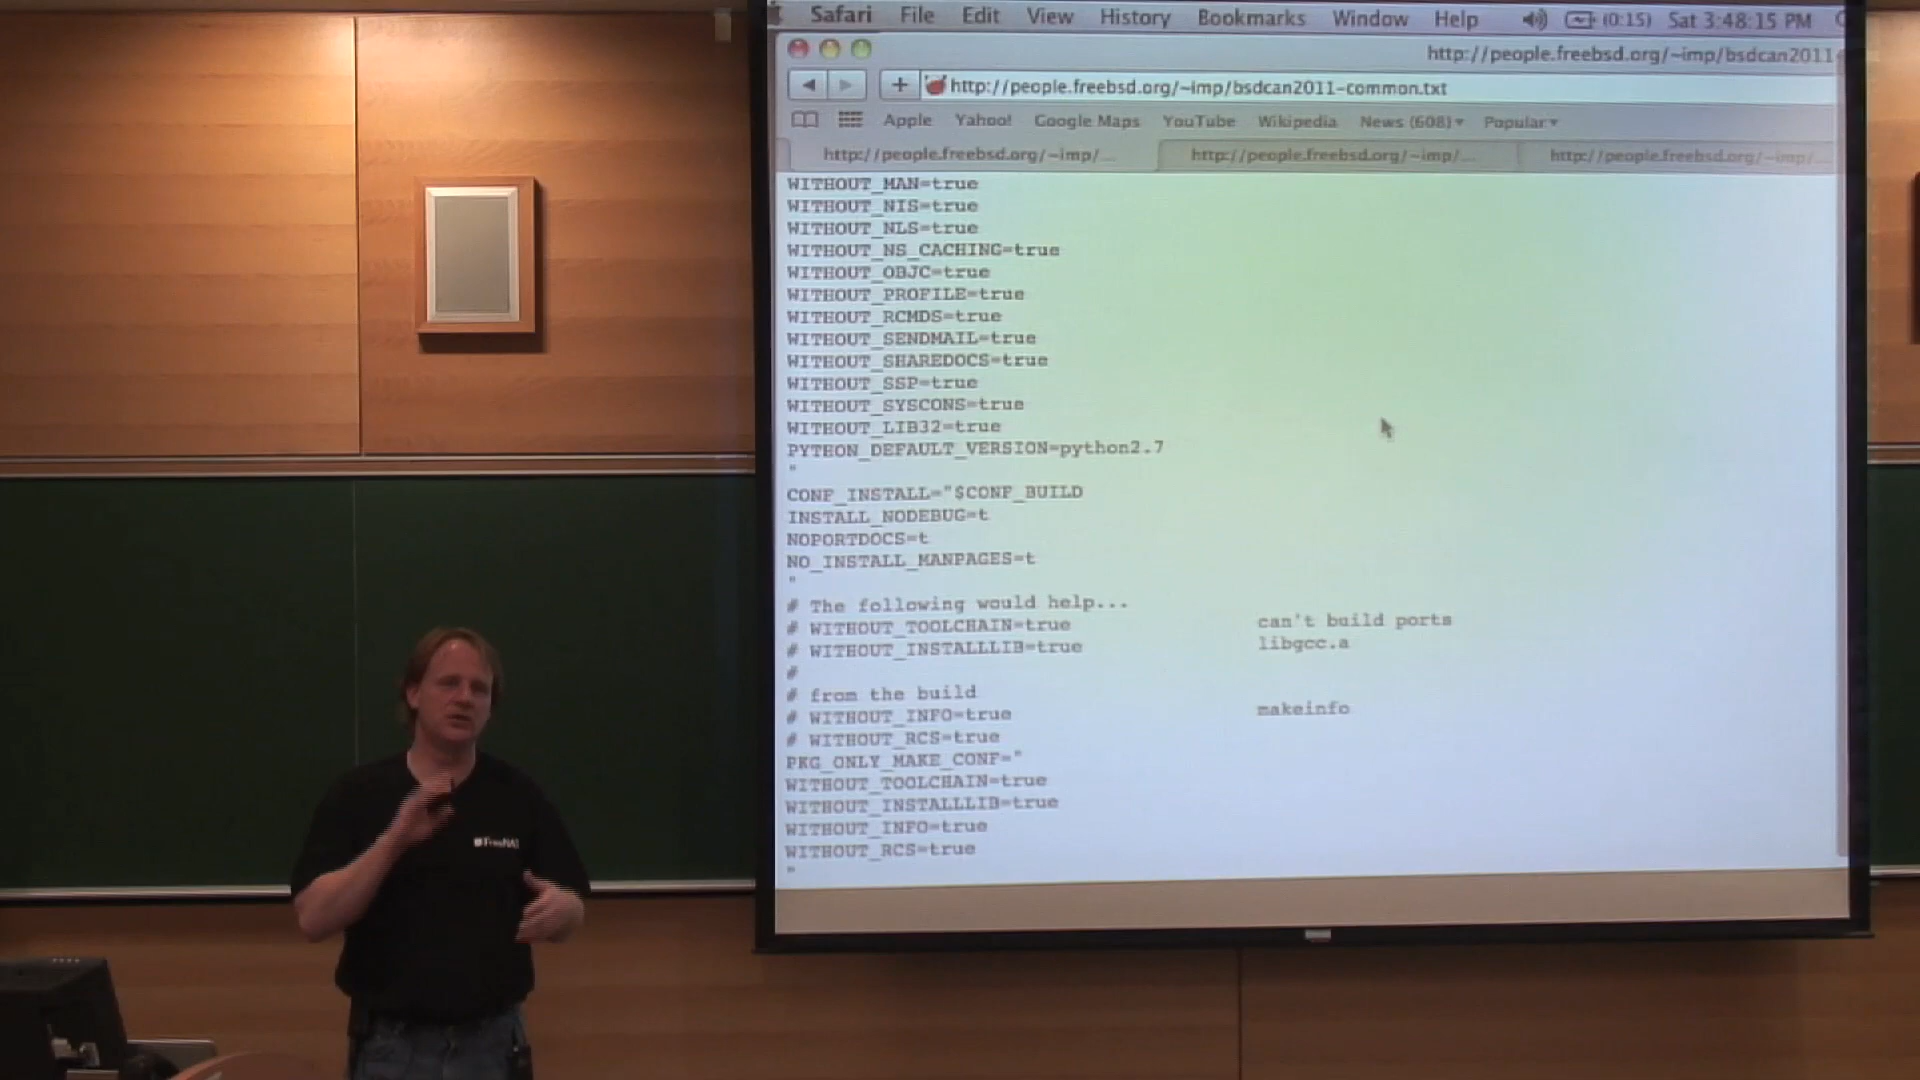 Safari File Edit View History Bookmarks Window Help (0:15) Sat 3:48:15 PM
http://people.freebsd.org/~imp/bsdcan2011-
http://people.freebsd.org/~imp/bsdcan2011-common.txt
Apple Yahoo! Google Maps YouTube Wikipedia News (608) Popular
http://people.freebsd.org/~imp/... http://people.freebsd.org/~imp/... http://people.freebsd.org/~imp/...
WITHOUT_MAN=true
WITHOUT_NIS=true
WITHOUT_NLS=true
WITHOUT_NS_CACHING=true
WITHOUT_OBJC=true
WITHOUT_PROFILE=true
WITHOUT_RCMDS=true
WITHOUT_SENDMAIL=true
WITHOUT_SHAREDOCS=true
WITHOUT_SSP=true
WITHOUT_SYSCONS=true
WITHOUT_LIB32=true
PYTHON_DEFAULT_VERSION=python2.7
"
CONF_INSTALL="$CONF_BUILD
INSTALL_NODEBUG=t
NOPORTDOCS=t
NO_INSTALL_MANPAGES=t
"
# The following would help...
# WITHOUT_TOOLCHAIN=true can't build ports
# WITHOUT_INSTALLLIB=true libgcc.a
#
# from the build
# WITHOUT_INFO=true makeinfo
# WITHOUT_RCS=true
PKG_ONLY_MAKE_CONF="
WITHOUT_TOOLCHAIN=true
WITHOUT_INSTALLLIB=true
WITHOUT_INFO=true
WITHOUT_RCS=true
"
FreeNAS